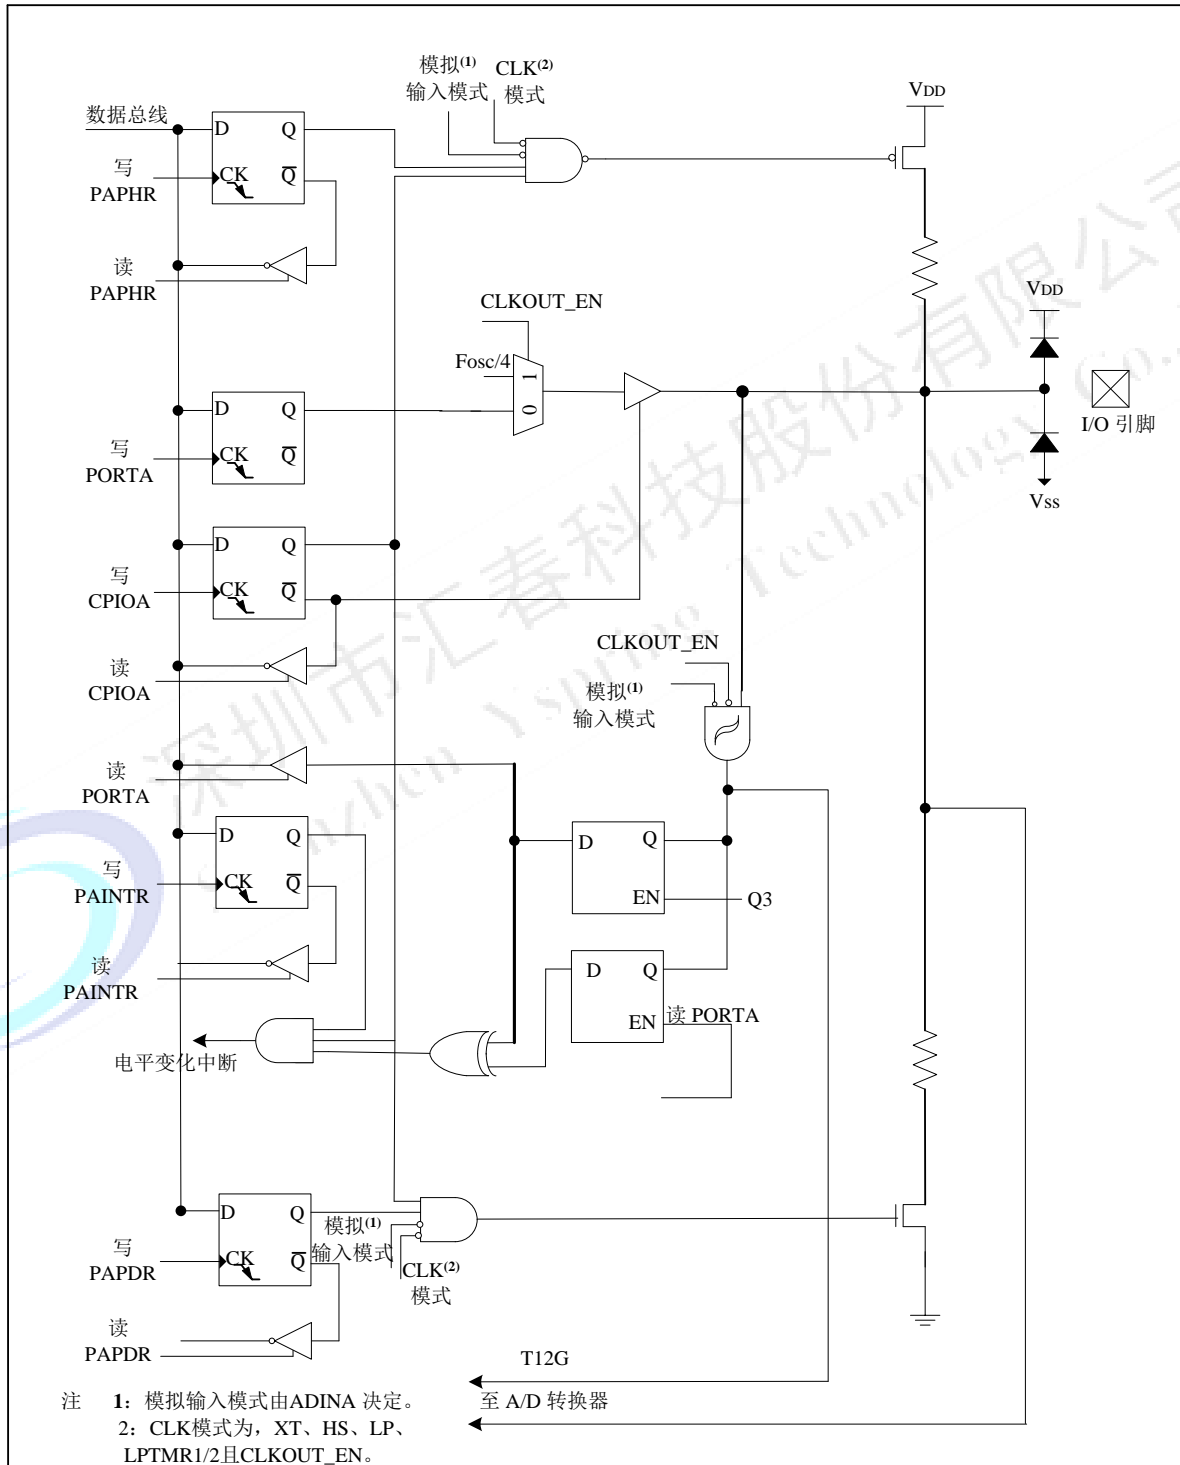 模拟(1)
输入模式
CLK(2)
模式
VDD
数据总线
D
Q
写
PAPHR
CK
Q
读
PAPHR
CLKOUT_EN
Fosc/4
1
0
VDD
I/O 引脚
Vss
D
Q
写
PORTA
CK
Q
D
Q
写
CPIOA
CK
Q
读
CPIOA
CLKOUT_EN
模拟(1)
输入模式
读
PORTA
D
Q
写
PAINTR
CK
Q
读
PAINTR
D
Q
EN
Q3
D
Q
EN
读 PORTA
电平变化中断
D
Q
写
PAPDR
CK
Q
模拟(1)
输入模式
CLK(2)
模式
读
PAPDR
T12G
至 A/D 转换器
注 1:模拟输入模式由ADINA 决定。
2:CLK模式为,XT、HS、LP、
LPTMR1/2且CLKOUT_EN。
深圳市汇春科技股份有限公司
Shenzhen Yspring Technology Co.,